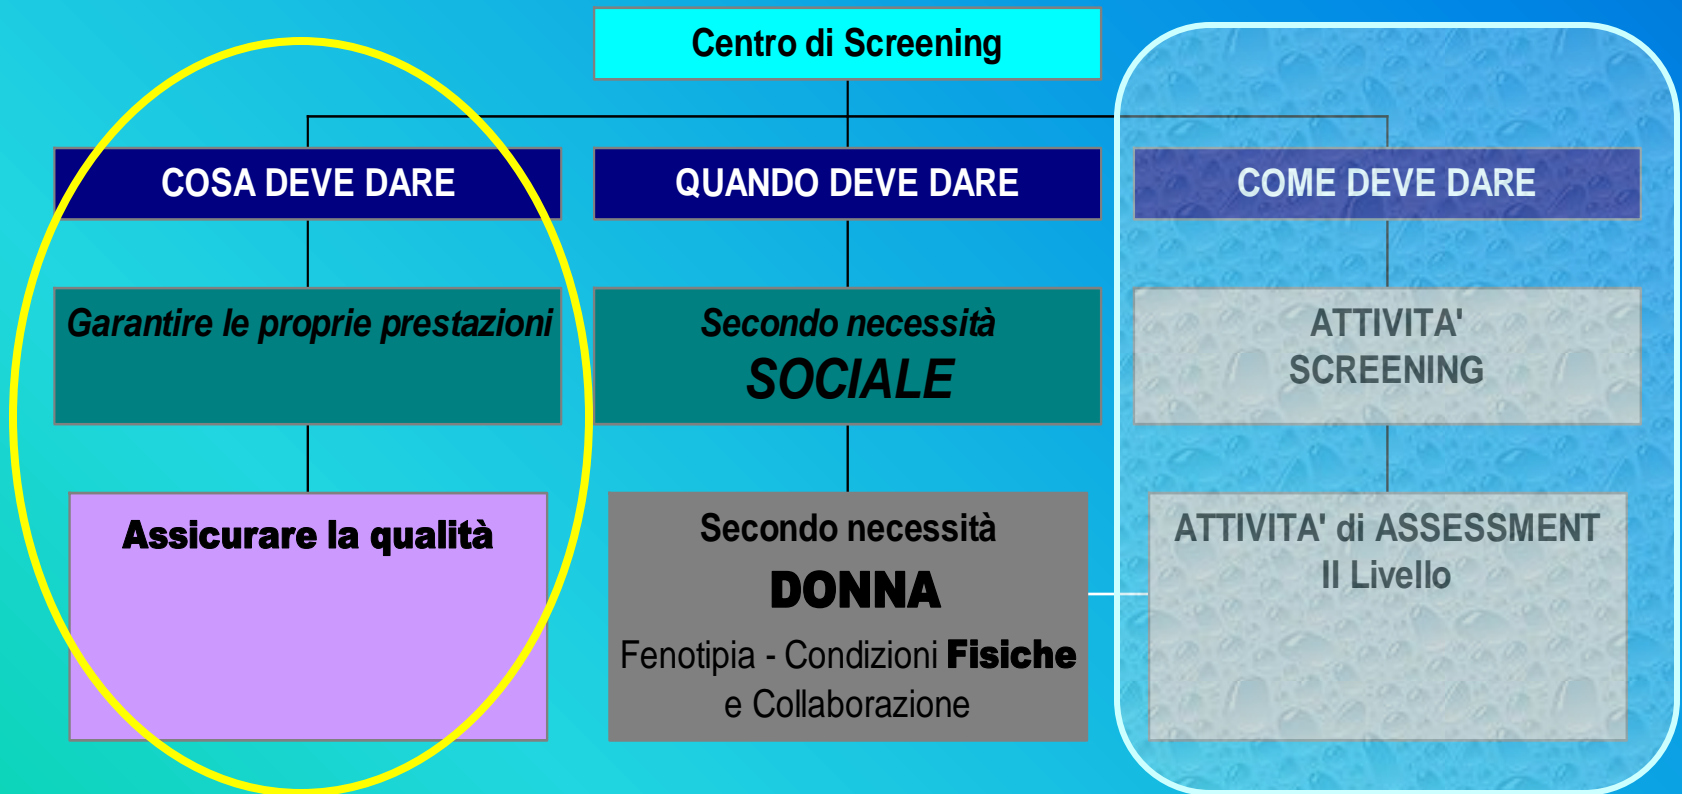 Centro di Screening
COSA DEVE DARE
QUANDO DEVE DARE
COME DEVE DARE
Garantire le proprie prestazioni
Secondo necessità
SOCIALE
ATTIVITA'
SCREENING
Assicurare la qualità
Secondo necessità
DONNA
Fenotipia - Condizioni Fisiche
e Collaborazione
ATTIVITA' di ASSESSMENT
II Livello